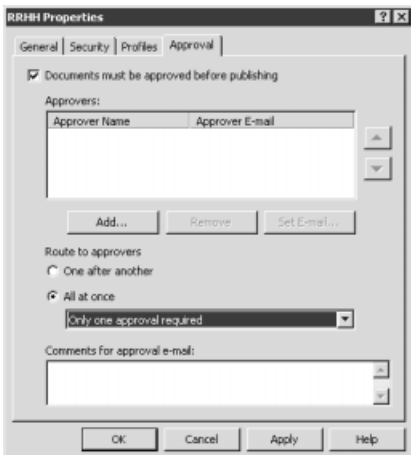 RRHH Properties
General Security Profiles Approval
Documents must be approved before publishing
Approvers:
Approver Name Approver E-mail
Add... Remove Set E-mail...
Route to approvers
One after another
All at once
Only one approval required
Comments for approval e-mail:
OK Cancel Apply Help